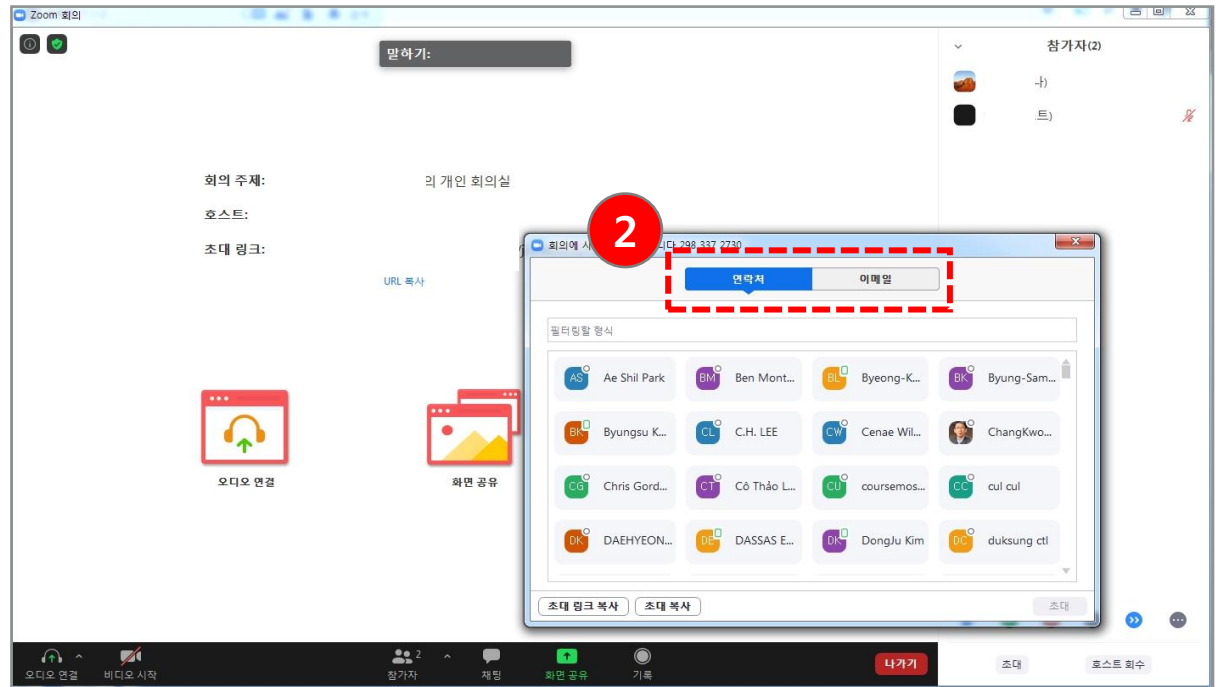 Zoom 회의
말하기:
참가자(2)
트)
회의 주제:
의 개인 회의실
호스트:
초대 링크:
URL 복사
2
298 337 2730
연락처
이메일
필터링할 형식
AS Ae Shil Park
BM Ben Mont...
BL Byeong-K...
BK Byung-Sam...
BK Byungsu K...
CL C.H. LEE
CW Cenae Wil...
ChangKwo...
CG Chris Gord...
CT Cô Thảo L...
CU coursemos...
CC cul cul
DK DAEHYEON...
DE DASSAS E...
DK DongJu Kim
DC duksung ctl
초대 링크 복사
초대 복사
초대
오디오 연결
화면 공유
오디오 연결
비디오 시작
2
참가자
채팅
화면 공유
기록
나가기
초대
호스트 회수